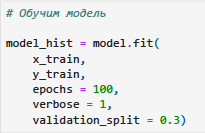 # Обучим модель
model_hist = model.fit(
x_train,
y_train,
epochs = 100,
verbose = 1,
validation_split = 0.3)